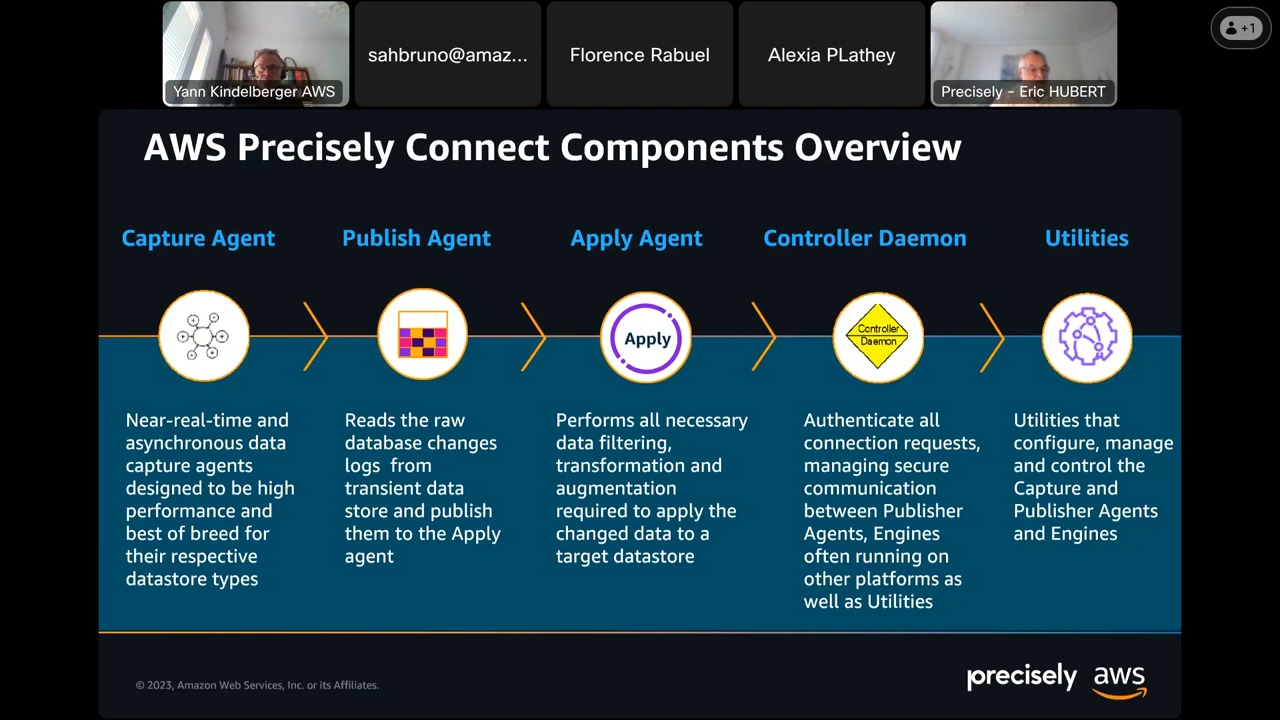 Yann Kindelberger AWS
sahbruno@amaz...
Florence Rabuel
Alexia PLathey
Precisely - Eric HUBERT
+1
AWS Precisely Connect Components Overview
Capture Agent
Publish Agent
Apply Agent
Controller Daemon
Utilities
Apply
Controller
Daemon
Near-real-time and
asynchronous data
capture agents
designed to be high
performance and
best of breed for
their respective
datastore types
Reads the raw
database changes
logs from
transient data
store and publish
them to the Apply
agent
Performs all necessary
data filtering,
transformation and
augmentation
required to apply the
changed data to a
target datastore
Authenticate all
connection requests,
managing secure
communication
between Publisher
Agents, Engines
often running on
other platforms as
well as Utilities
Utilities that
configure, manage
and control the
Capture and
Publisher Agents
and Engines
© 2023, Amazon Web Services, Inc. or its Affiliates.
precisely
aws